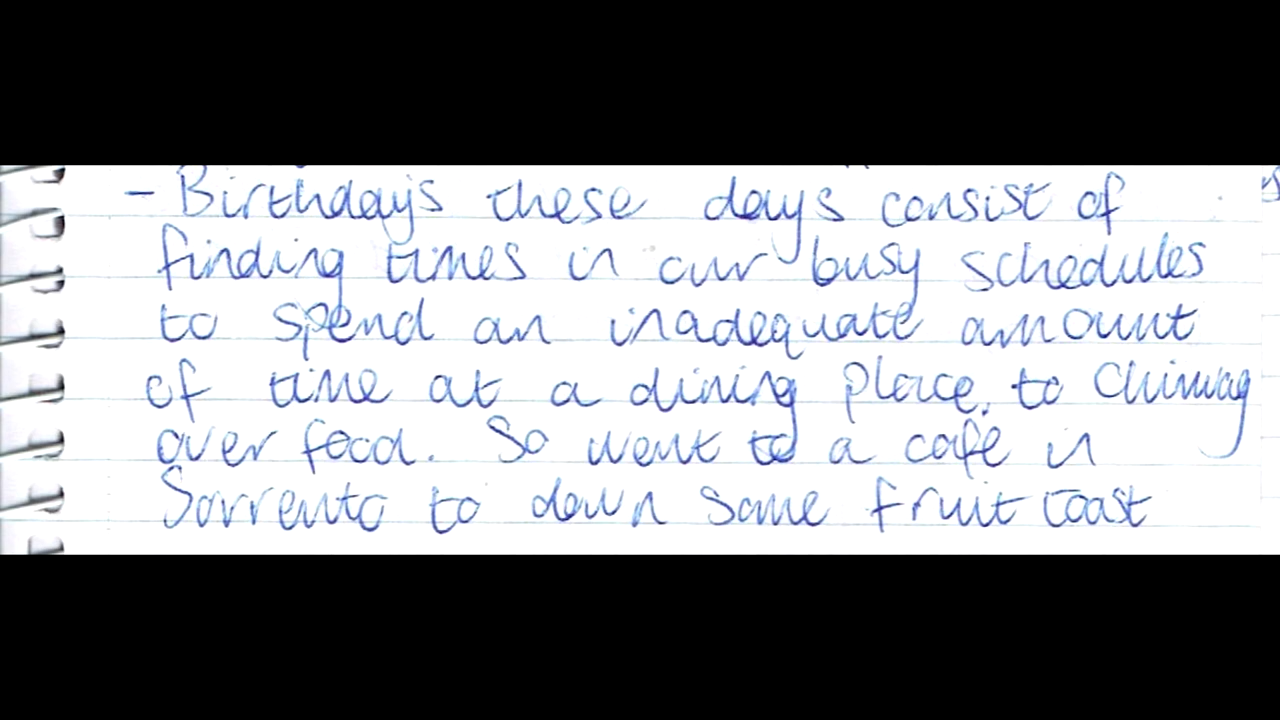 - Birthdays these days consist of
finding times in our busy schedules
to spend an inadequate amount
of time at a dining place, to chinwag
over food. So went to a cafe in
Sorrento to down some fruit toast